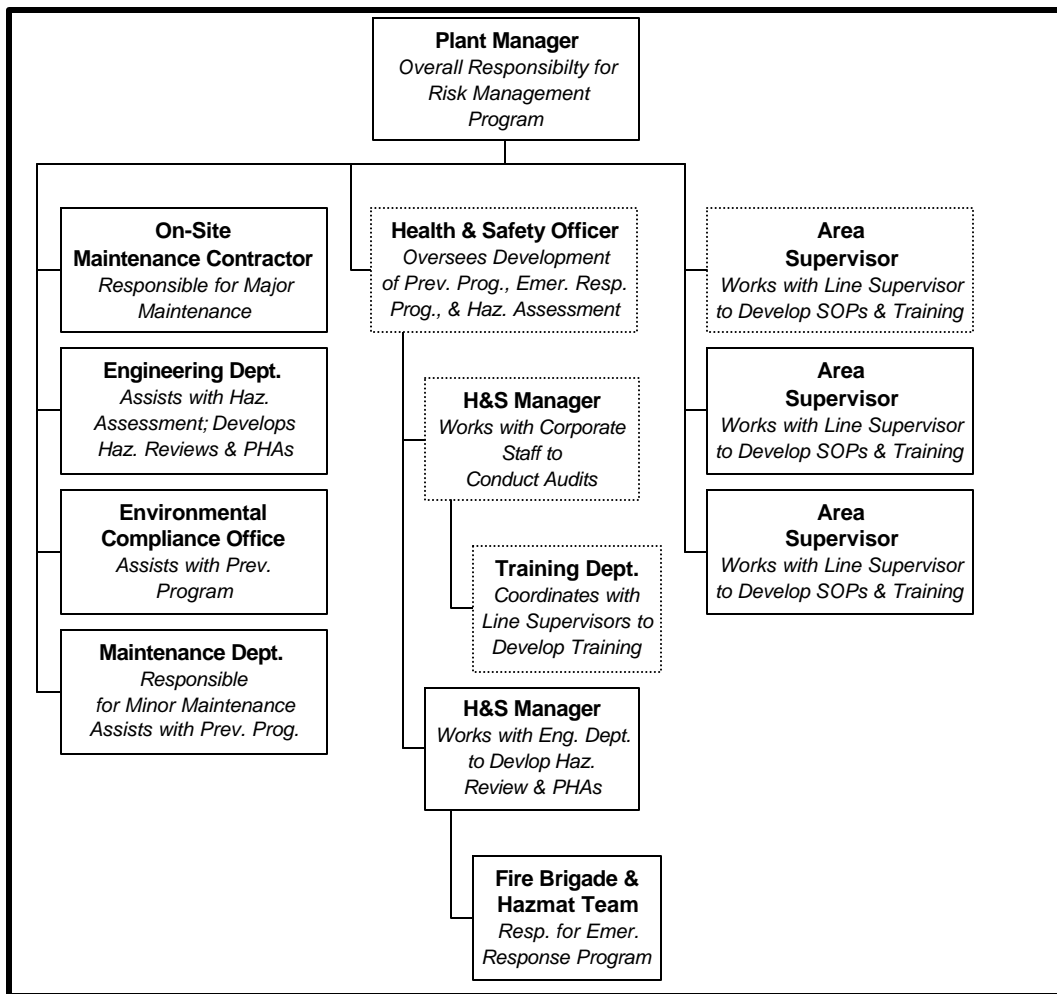 Plant Manager
Overall Responsibilty for
Risk Management
Program
On-Site
Maintenance Contractor
Responsible for Major
Maintenance
Engineering Dept.
Assists with Haz.
Assessment; Develops
Haz. Reviews & PHAs
Environmental
Compliance Office
Assists with Prev.
Program
Maintenance Dept.
Responsible
for Minor Maintenance
Assists with Prev. Prog.
Health & Safety Officer
Oversees Development
of Prev. Prog., Emer. Resp.
Prog., & Haz. Assessment
H&S Manager
Works with Corporate
Staff to
Conduct Audits
Training Dept.
Coordinates with
Line Supervisors to
Develop Training
H&S Manager
Works with Eng. Dept.
to Devlop Haz.
Review & PHAs
Fire Brigade &
Hazmat Team
Resp. for Emer.
Response Program
Area
Supervisor
Works with Line Supervisor
to Develop SOPs & Training
Area
Supervisor
Works with Line Supervisor
to Develop SOPs & Training
Area
Supervisor
Works with Line Supervisor
to Develop SOPs & Training